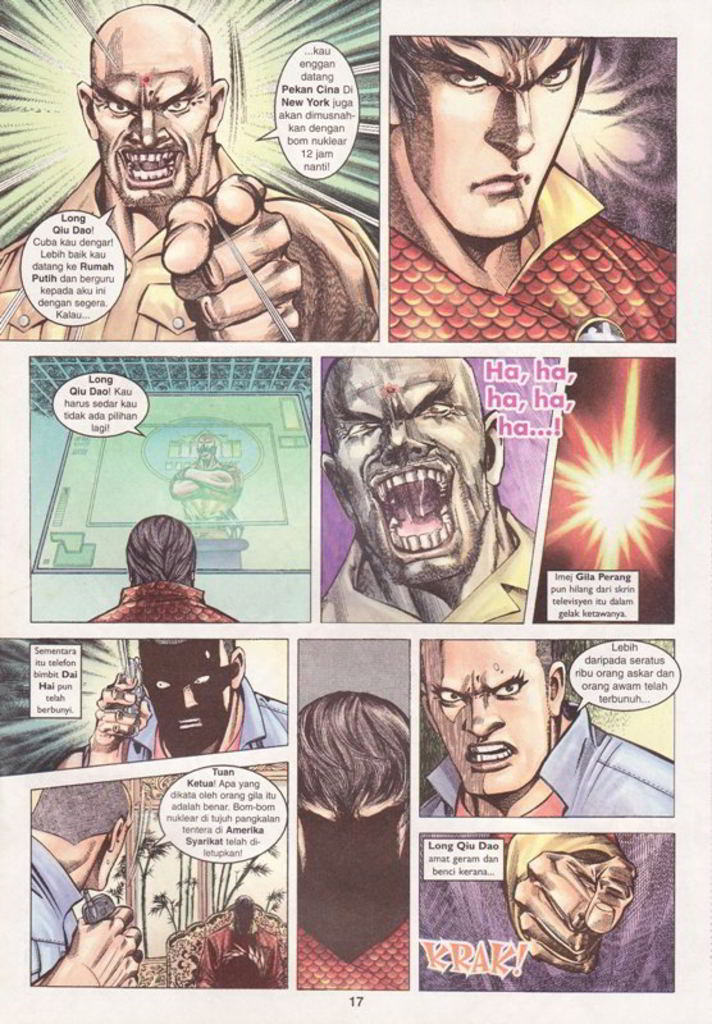 Long
Qiu Dao!
Cuba kau dengar!
Lebih baik kau
datang ke Rumah
Putih dan berguru
kepada aku ini
dengan segera.
Kalau...
...kau
enggan
datang
Pekan Cina Di
New York juga
akan dimusnah-
kan dengan
bom nuklear
12 jam
nanti!
Long
Qiu Dao! Kau
harus sedar kau
tidak ada pilihan
lagi!
Ha, ha,
ha, ha,
ha...!
Imej Gila Perang
pun hilang dari skrin
televisyen itu dalam
gelak ketawanya.
Sementara
itu telefon
bimbit Dai
Hai pun
telah
berbunyi.
Tuan
Ketua! Apa yang
dikata oleh orang gila itu
adalah benar. Bom-bom
nuklear di tujuh pangkalan
tentera di Amerika
Syarikat telah di-
letupkan!
Lebih
daripada seratus
ribu orang askar dan
orang awam telah
terbunuh....
Long Qiu Dao
amat geram dan
benci kerana...
KRAK!
17